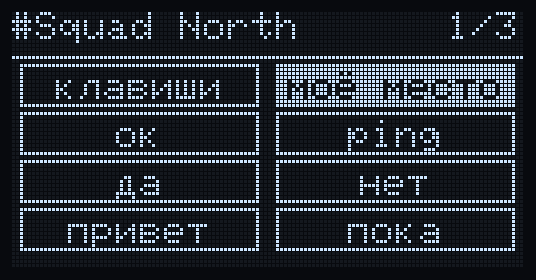 #Squad North 1/3
клавиши моё место
ок ping
да нет
привет пока